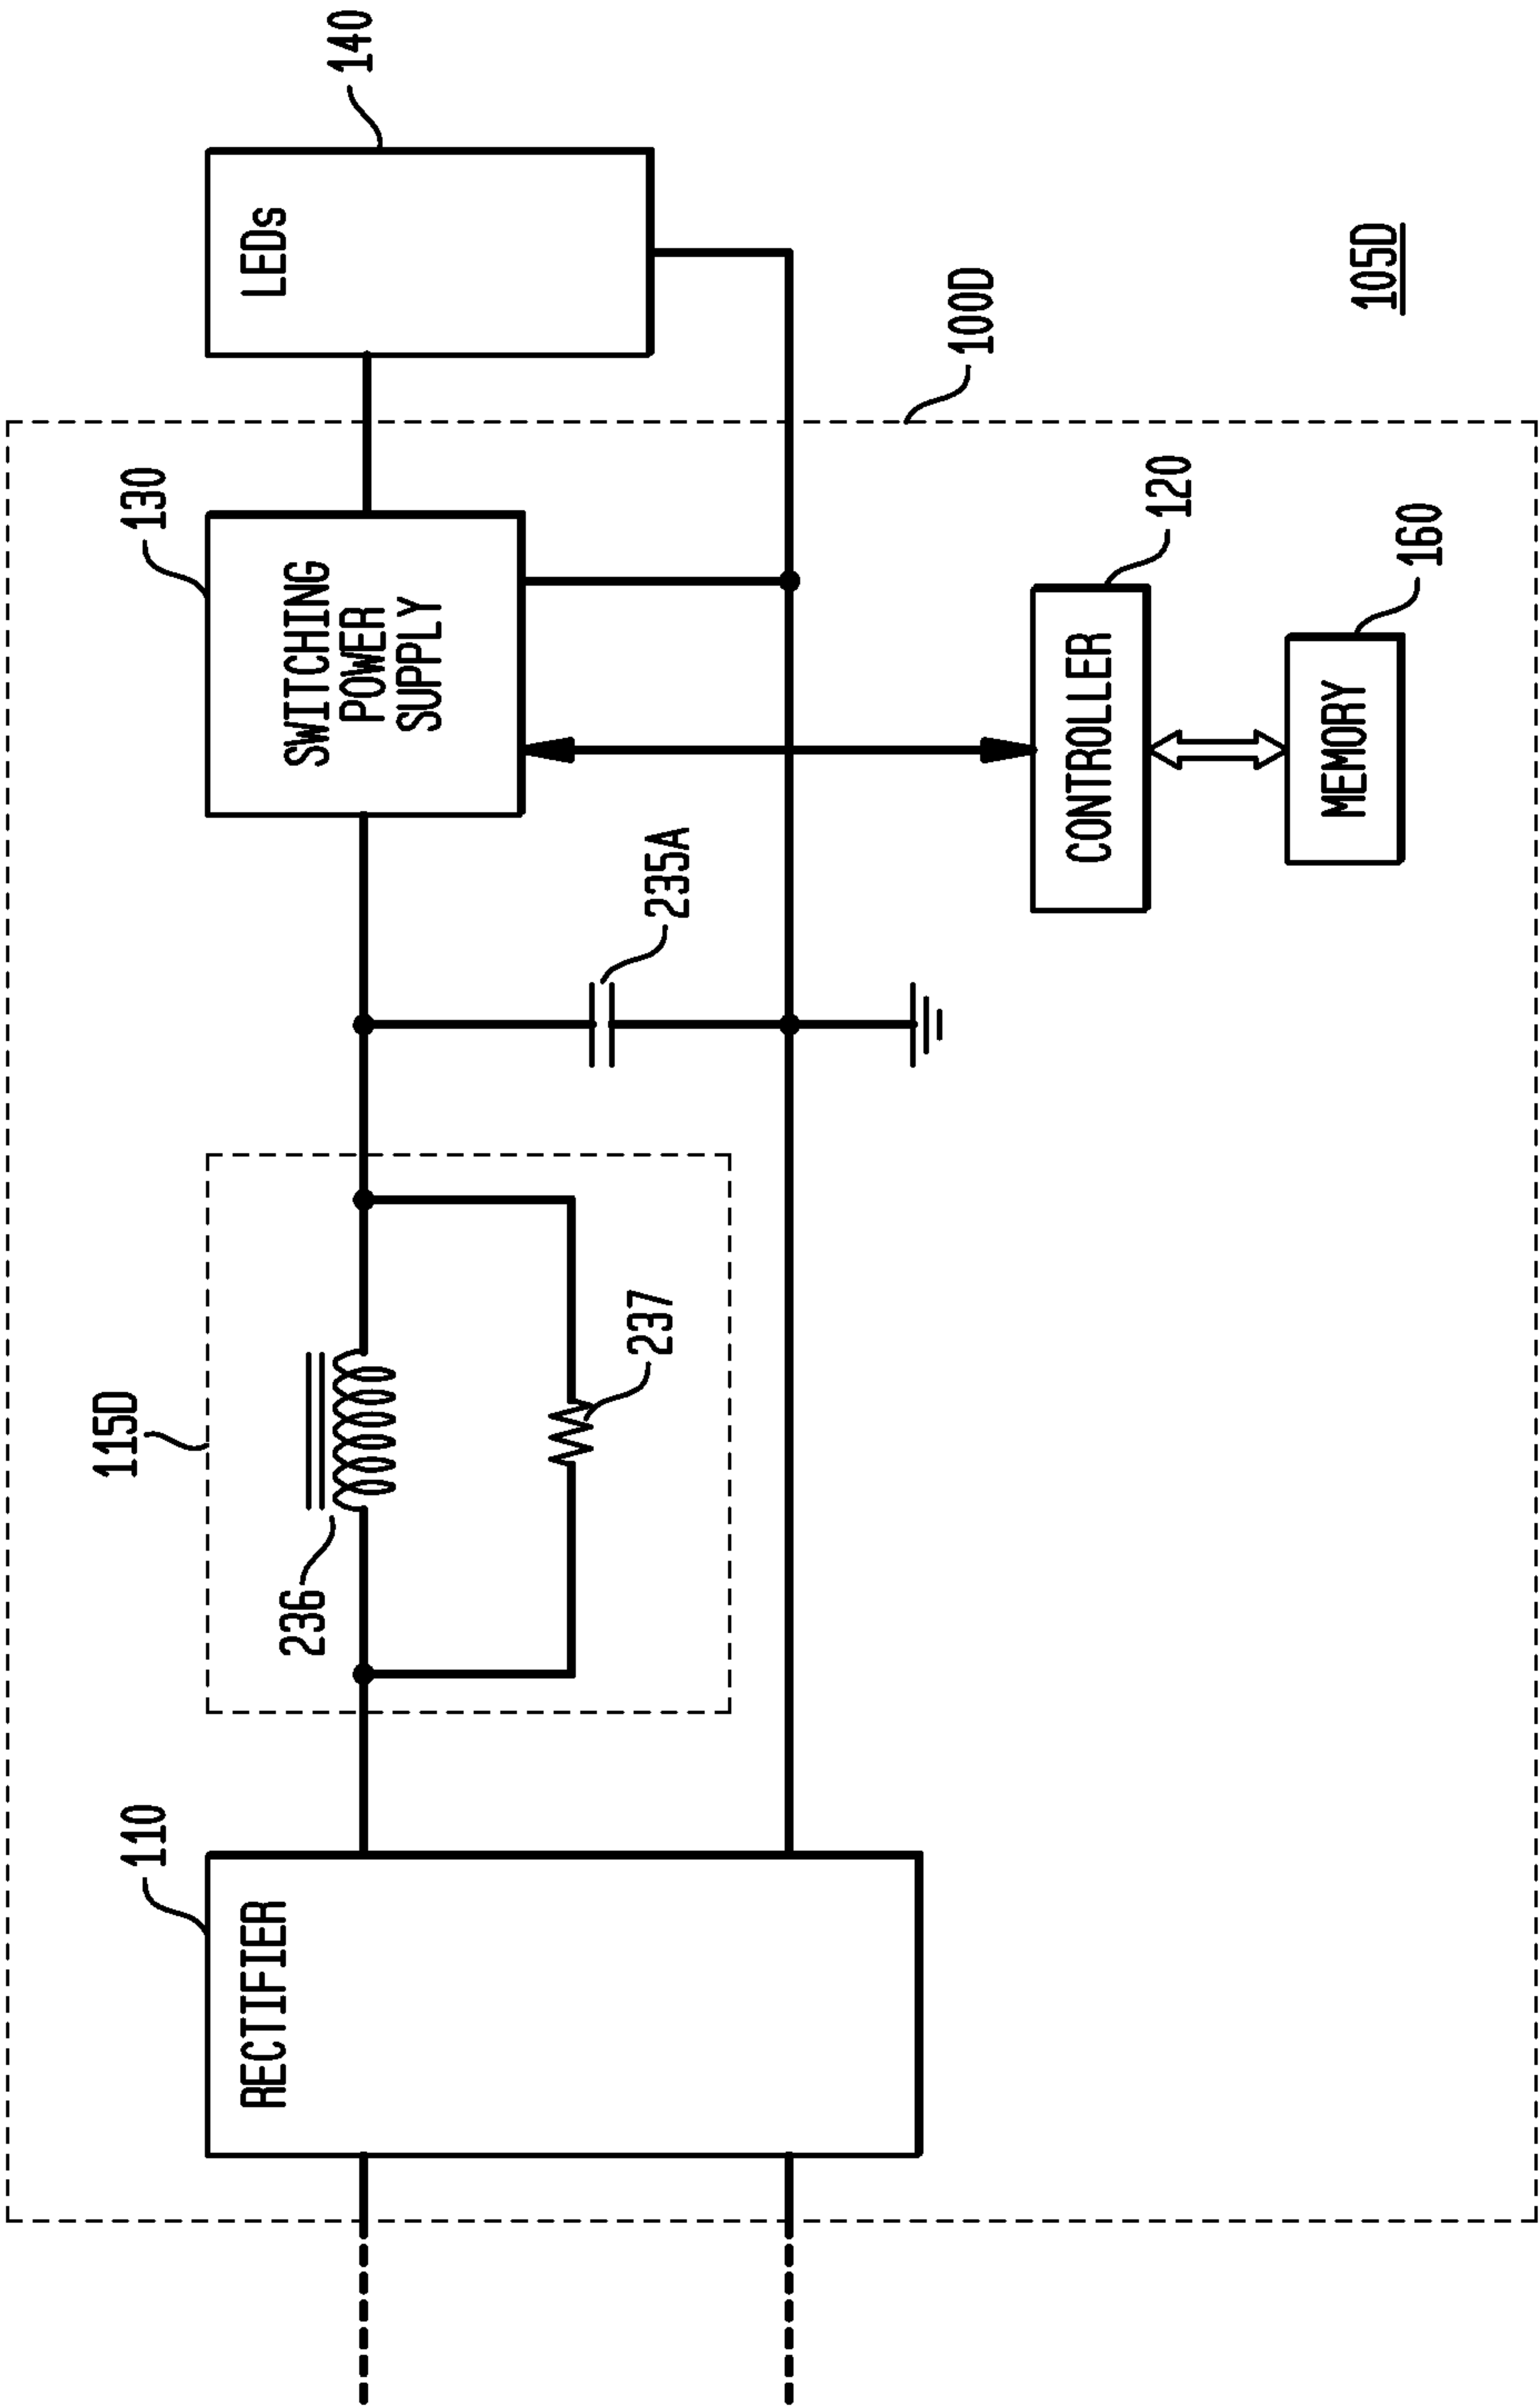 115D
110
130
140
236
RECTIFIER
SWITCHING
POWER
SUPPLY
LEDs
237
235A
100D
120
CONTROLLER
160
MEMORY
105D